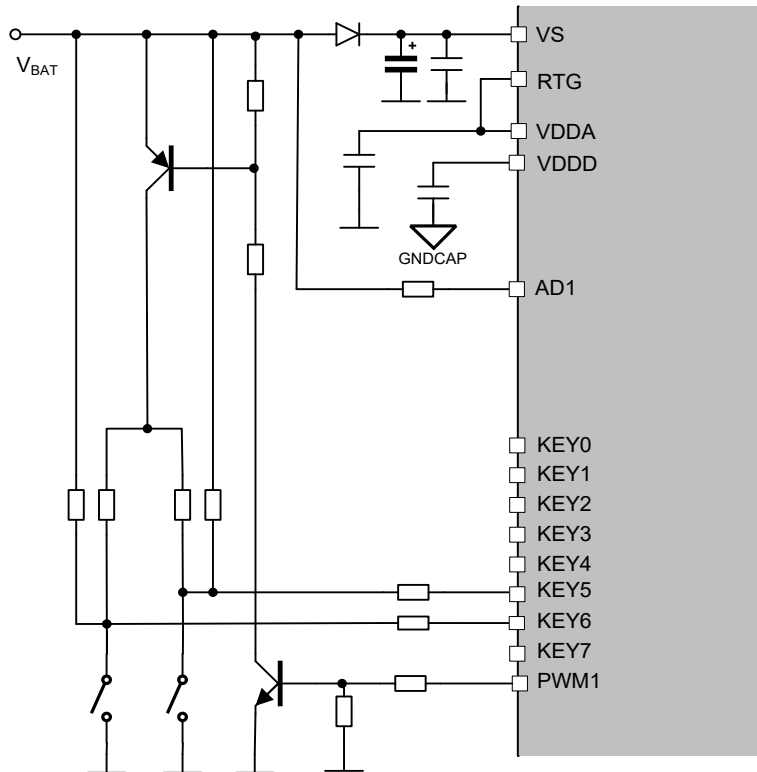 VBAT
+
VS
RTG
VDDA
VDDD
GNDCAP
AD1
KEY0
KEY1
KEY2
KEY3
KEY4
KEY5
KEY6
KEY7
PWM1